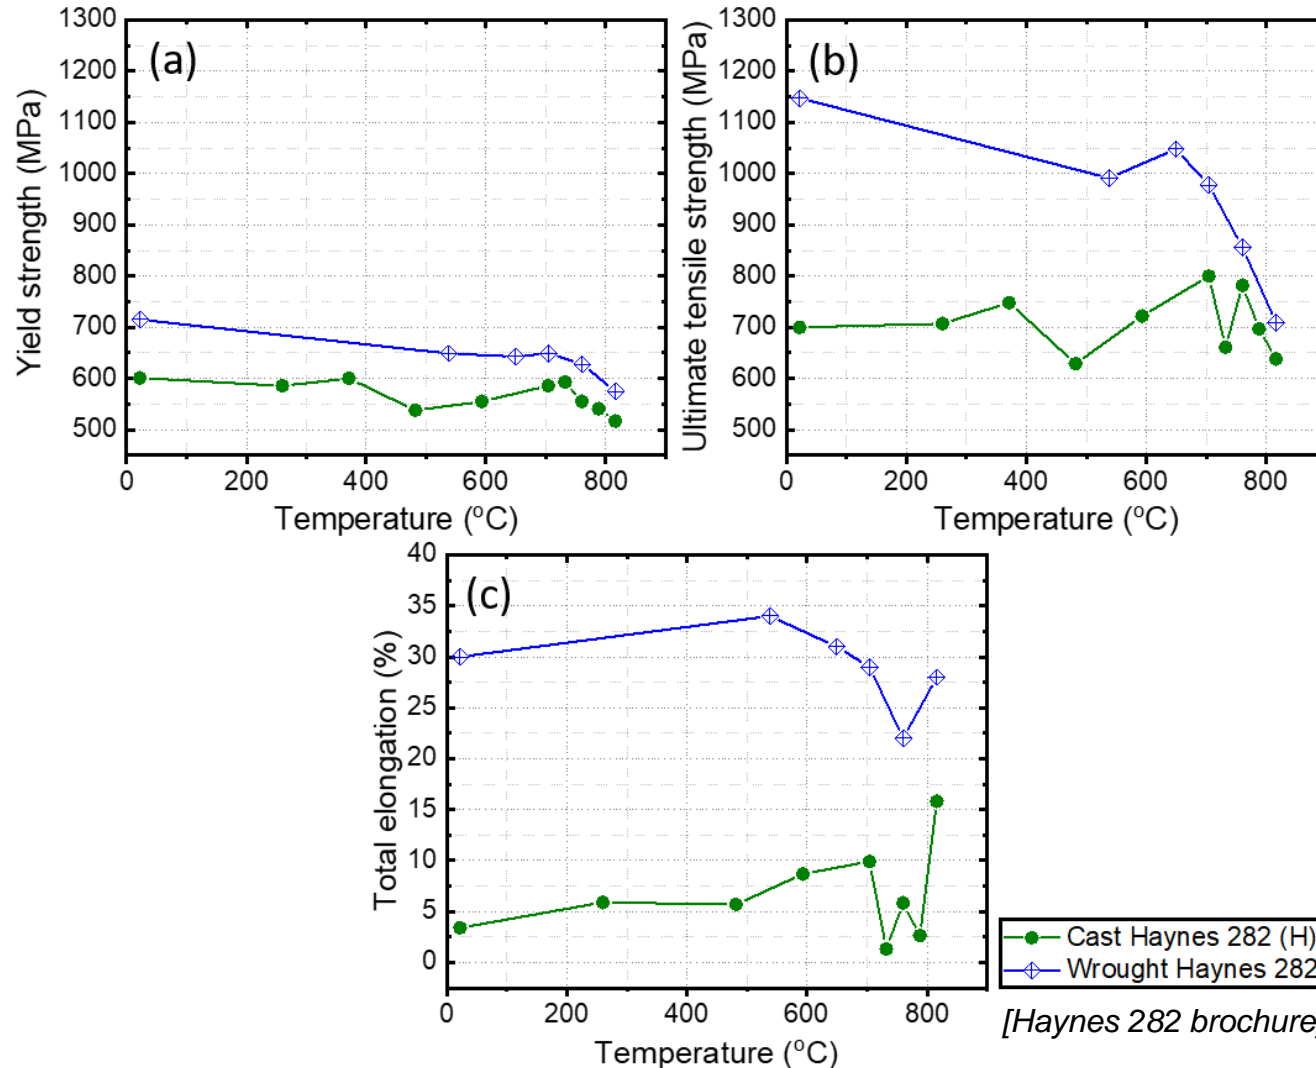 (a)
1300
1200
1100
1000
900
800
700
600
500
Yield strength (MPa)
0 200 400 600 800
Temperature (°C)
(b)
1300
1200
1100
1000
900
800
700
600
500
Ultimate tensile strength (MPa)
0 200 400 600 800
Temperature (°C)
(c)
40
35
30
25
20
15
10
5
0
Total elongation (%)
0 200 400 600 800
Temperature (°C)
Cast Haynes 282 (H)
Wrought Haynes 282
[Haynes 282 brochure]